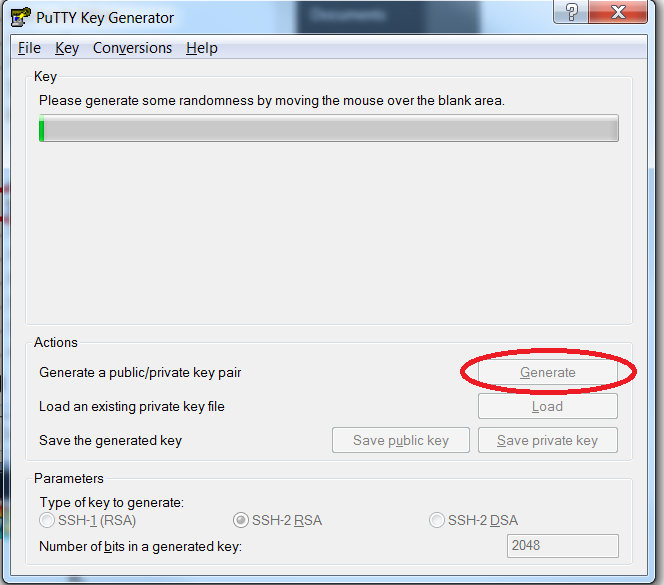 PuTTY Key Generator
Documents
File Key Conversions Help
Key
Please generate some randomness by moving the mouse over the blank area.
Actions
Generate a public/private key pair Generate
Load an existing private key file Load
Save the generated key Save public key Save private key
Parameters
Type of key to generate:
SSH-1 (RSA) SSH-2 RSA SSH-2 DSA
Number of bits in a generated key: 2048